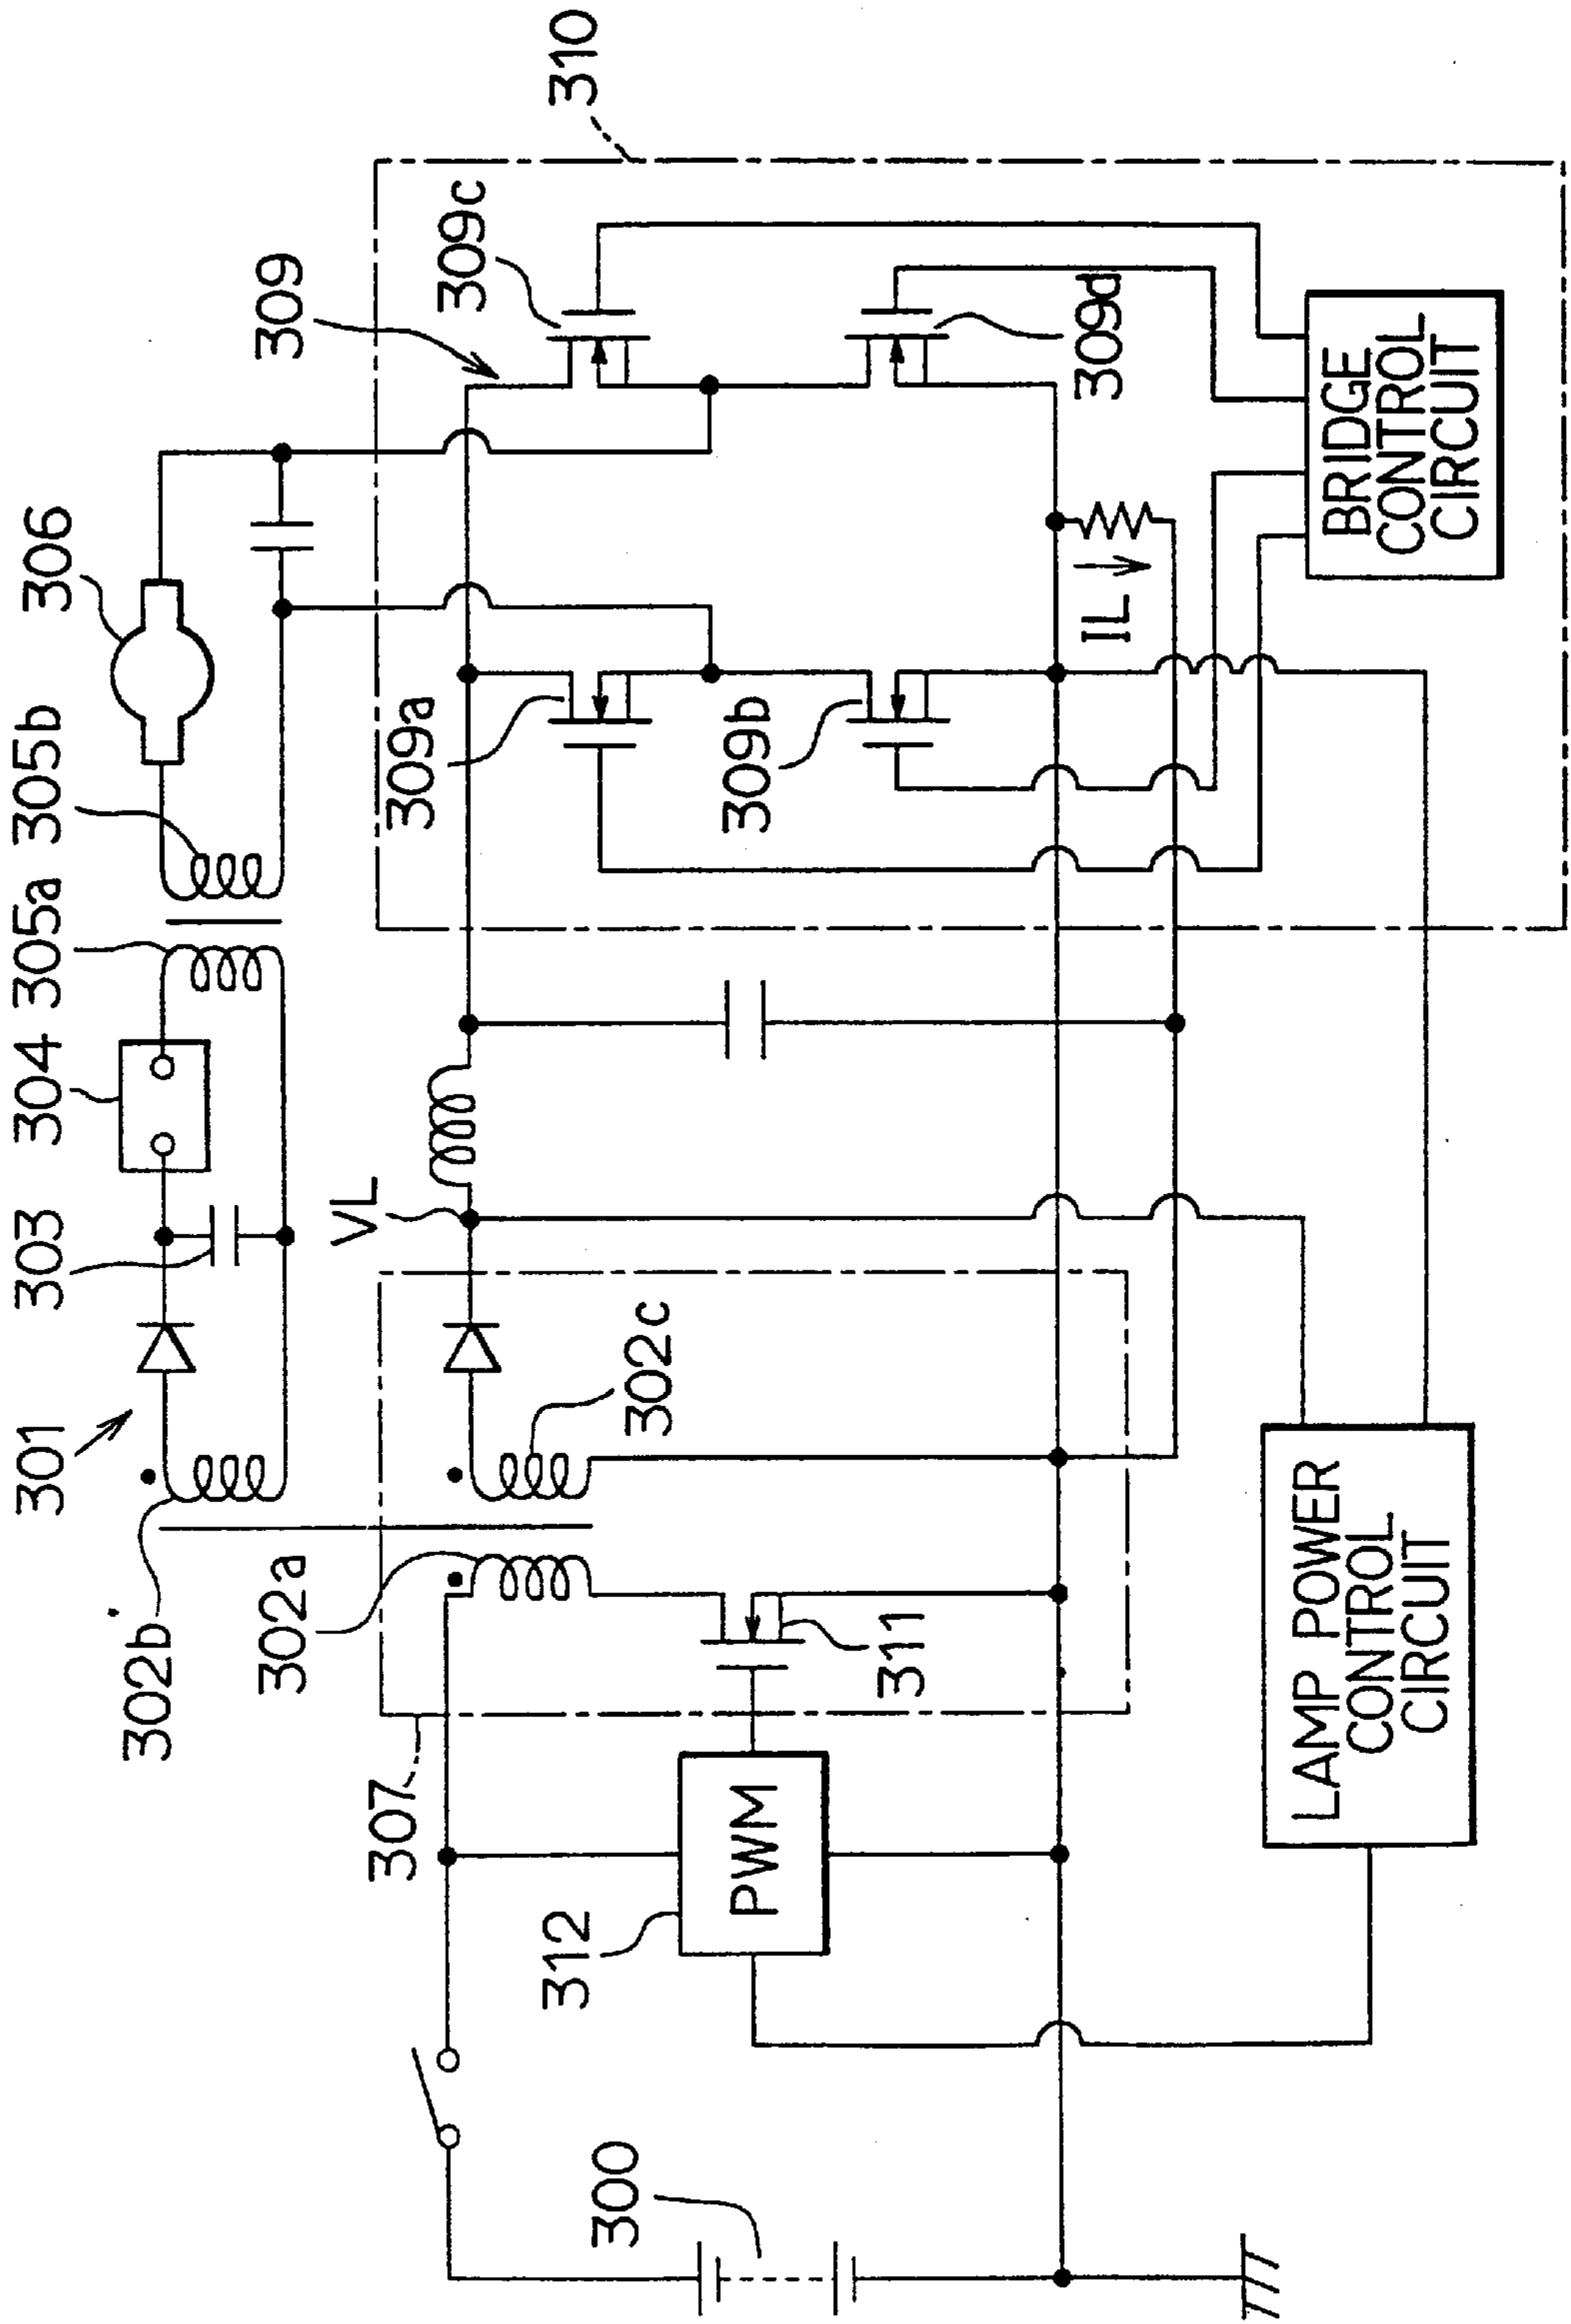 301
303
304
305a
305b
306
302b'
302a
302c
VL
309
309a
309b
309c
309d
310
307
311
312
PWM
300
IL
LAMP POWER
CONTROL
CIRCUIT
BRIDGE
CONTROL
CIRCUIT